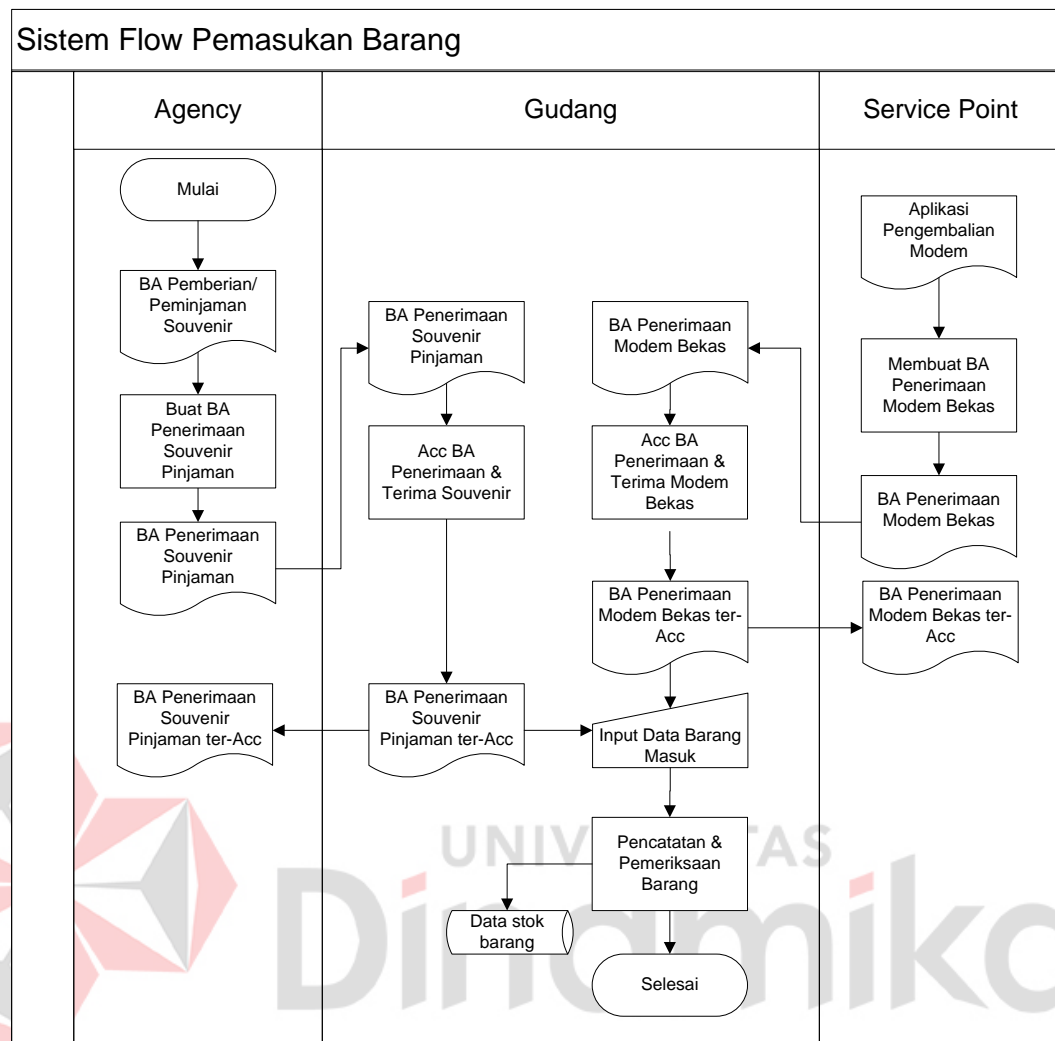 Sistem Flow Pemasukan Barang
Agency
Gudang
Service Point
Mulai
BA Pemberian/
Peminjaman
Souvenir
Buat BA
Penerimaan
Souvenir
Pinjaman
BA Penerimaan
Souvenir
Pinjaman
BA Penerimaan
Souvenir
Pinjaman ter-Acc
BA Penerimaan
Souvenir
Pinjaman
Acc BA
Penerimaan &
Terima Souvenir
BA Penerimaan
Souvenir
Pinjaman ter-Acc
BA Penerimaan
Modem Bekas
Acc BA
Penerimaan &
Terima Modem
Bekas
BA Penerimaan
Modem Bekas ter-
Acc
Input Data Barang
Masuk
Pencatatan &
Pemeriksaan
Barang
Data stok
barang
Selesai
Aplikasi
Pengembalian
Modem
Membuat BA
Penerimaan
Modem Bekas
BA Penerimaan
Modem Bekas
BA Penerimaan
Modem Bekas ter-
Acc